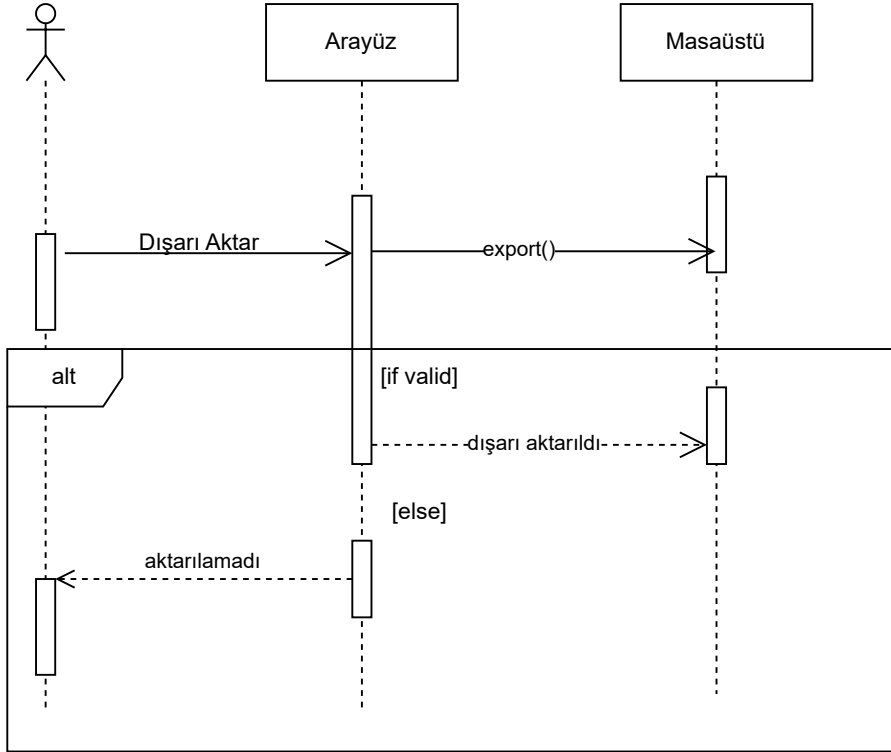 Arayüz
Masaüstü
Dışarı Aktar
export()
alt
[if valid]
dışarı aktarıldı
[else]
aktarılamadı